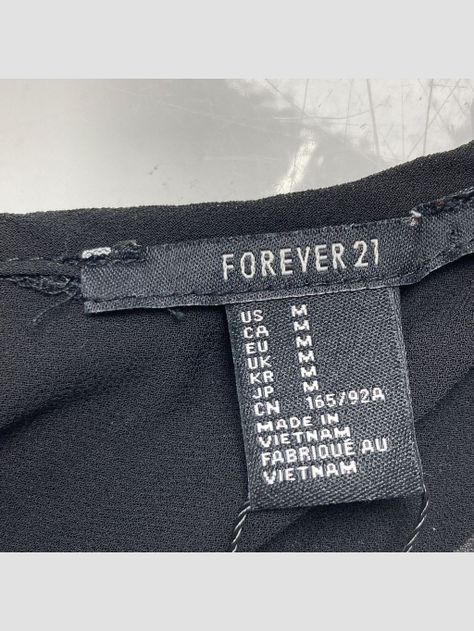 FOREVER 21
US M
CA M
EU M
UK M
KR M
JP M
CN 165/92A
MADE IN
VIETNAM
FABRIQUÉ AU
VIETNAM